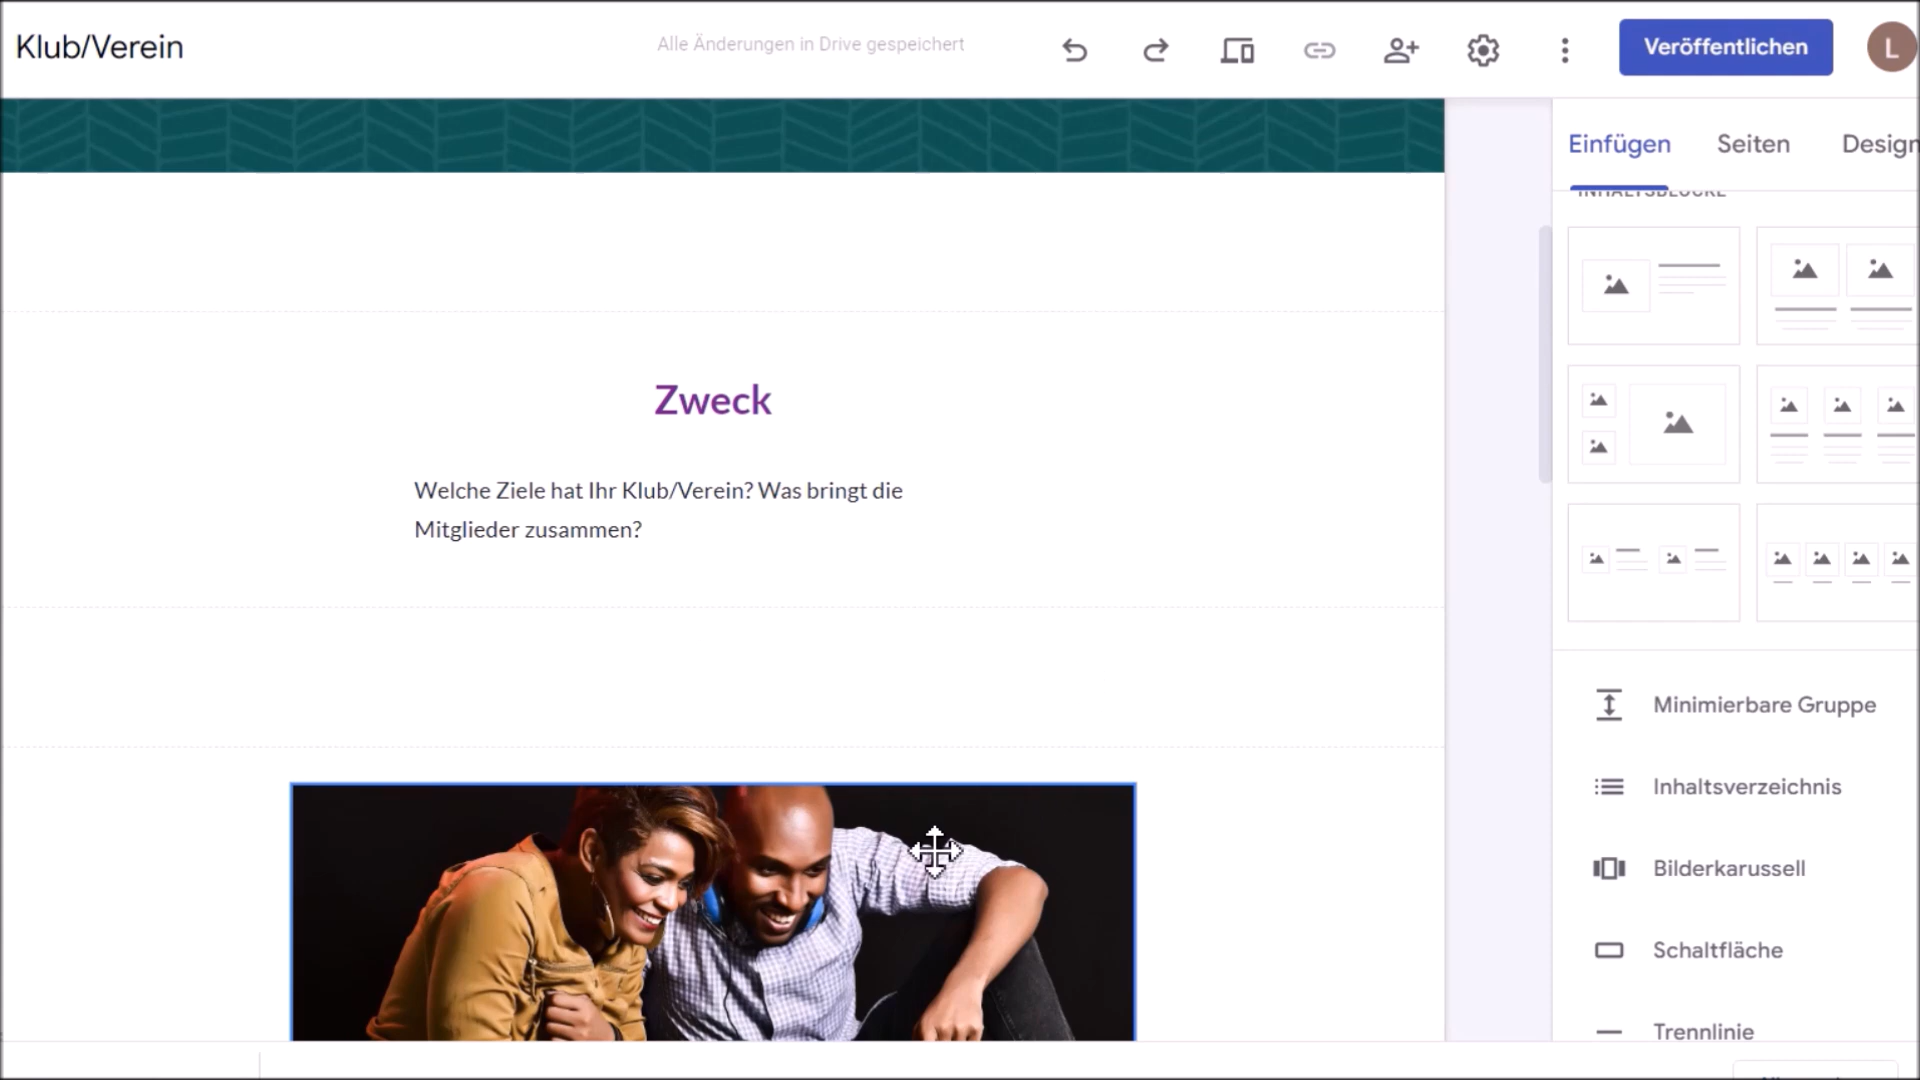 Klub/Verein
Alle Änderungen in Drive gespeichert
Veröffentlichen
L
Einfügen
Seiten
Design
INHALTSBLÖCKE
Zweck
Welche Ziele hat Ihr Klub/Verein? Was bringt die
Mitglieder zusammen?
Minimierbare Gruppe
Inhaltsverzeichnis
Bilderkarussell
Schaltfläche
Trennlinie